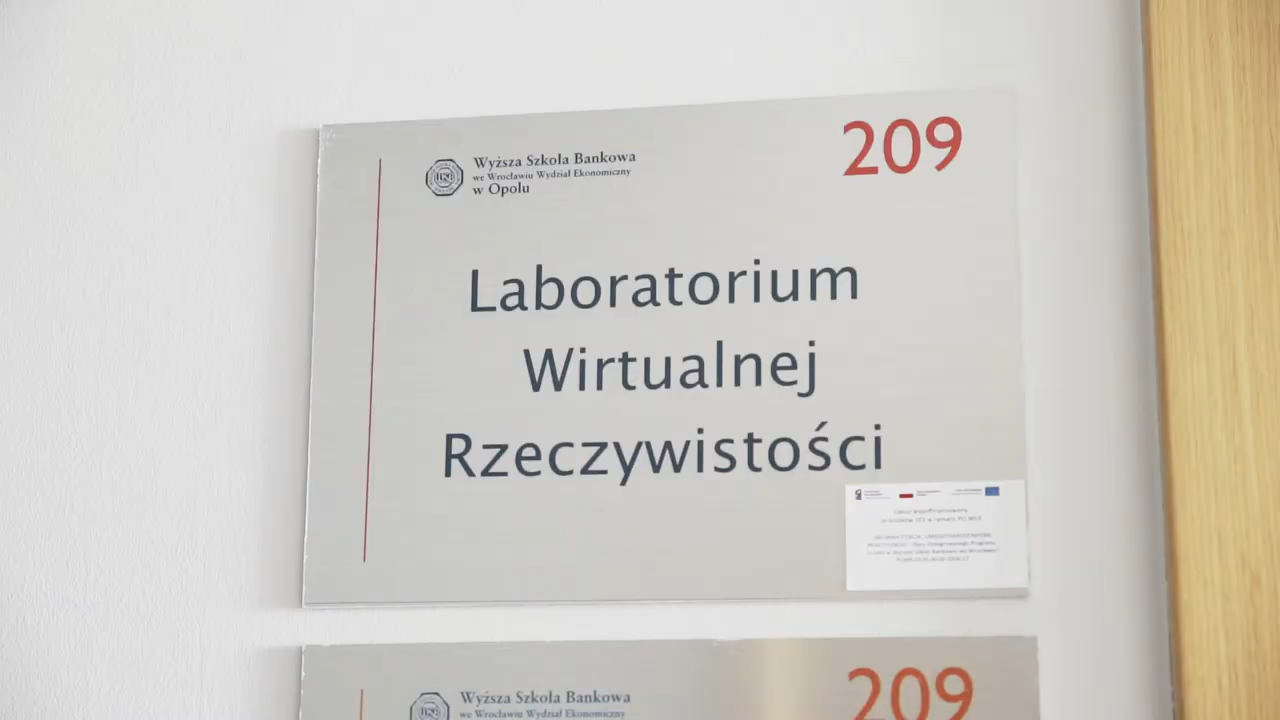 209
Wyższa Szkoła Bankowa
we Wrocławiu Wydział Ekonomiczny
w Opolu
Laboratorium
Wirtualnej
Rzeczywistości
209
Wyższa Szkoła Bankowa
we Wrocławiu Wydział Ekonomiczny